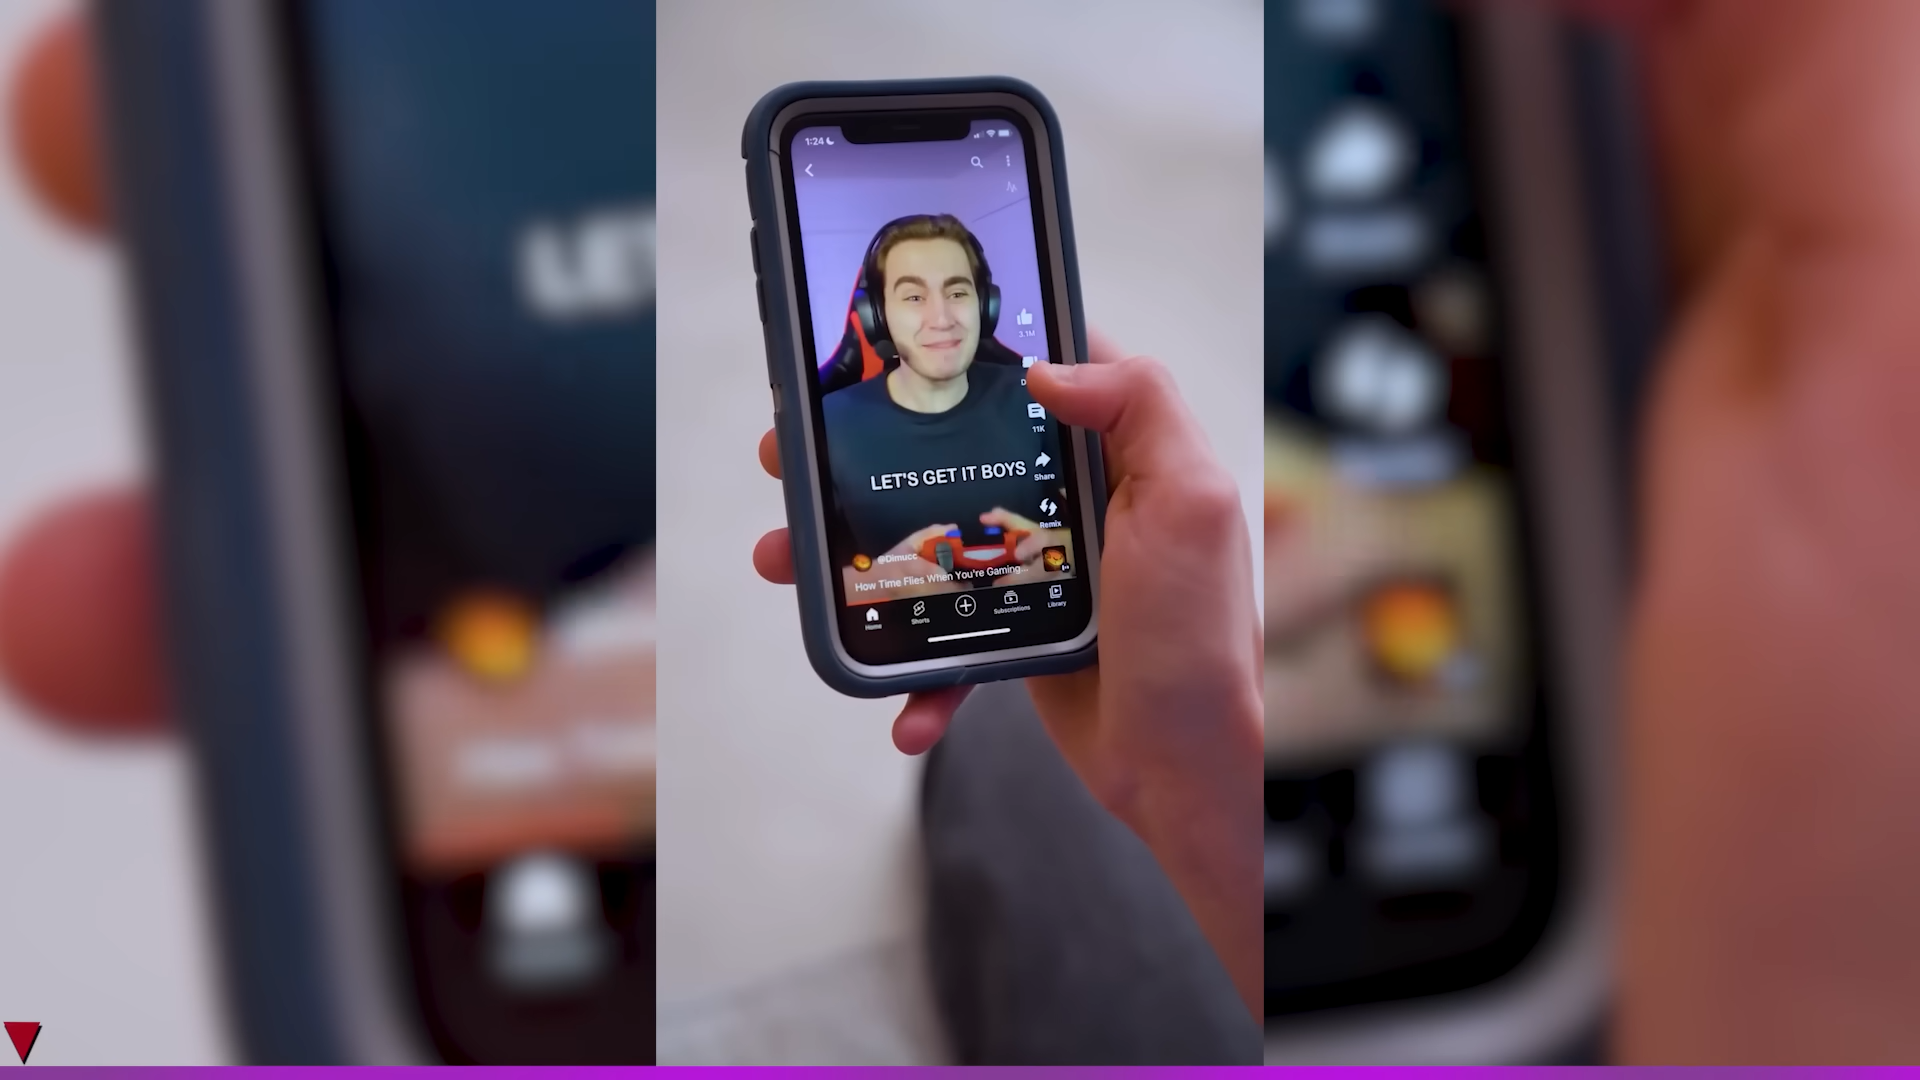 1:24
3.1M
11K
LET'S GET IT BOYS
Share
Remix
@Dimucc
How Time Flies When You're Gaming...
Home
Shorts
Subscriptions
Library
LET